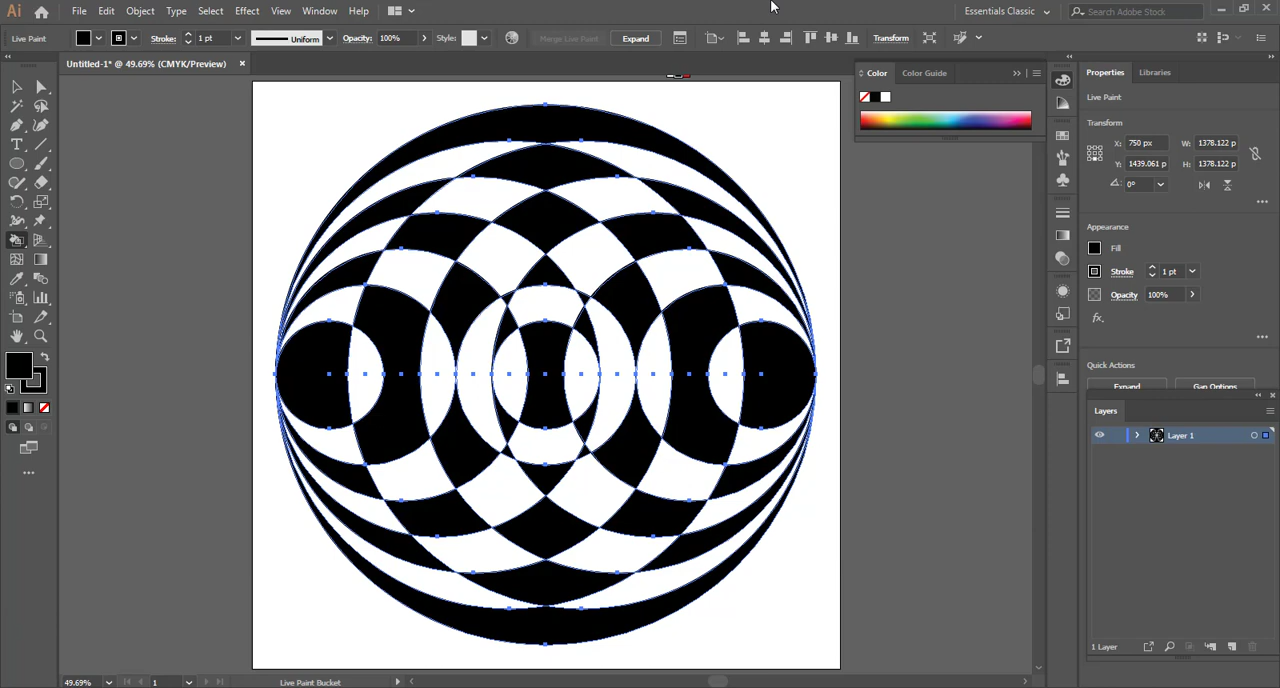 Ai File Edit Object Type Select Effect View Window Help Essentials Classic Search Adobe Stock
Live Paint Stroke: 1 pt Uniform Opacity: 100% Style: Merge Live Paint Expand Transform
Untitled-1* @ 49.69% (CMYK/Preview)
Color Color Guide
Properties Libraries
Live Paint
Transform
X: 750 px W: 1378.122 p
Y: 1439.061 p H: 1378.122 p
0°
Appearance
Fill
Stroke 1 pt
Opacity 100%
fx.
Quick Actions
Expand Gap Options
Layers
Layer 1
1 Layer
49.69% 1 Live Paint Bucket